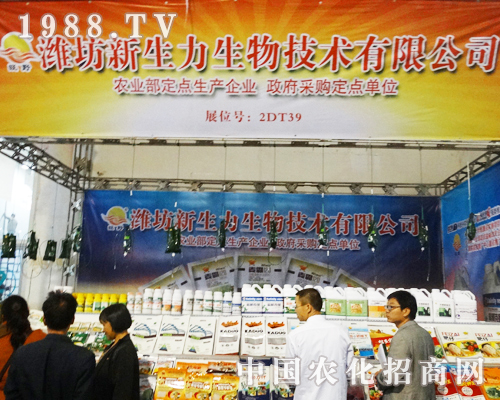 1988.TV
潍坊新生力生物技术有限公司
农业部定点生产企业 政府采购定点单位
展位号：2DT39
潍坊新生力生物技术有限公司
农业部定点生产企业 政府采购定点单位
中国农化招商网